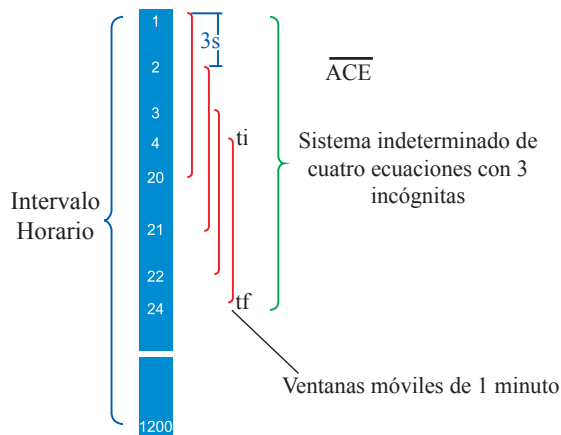 1
3s
2
ACE
3
4
ti
20
Sistema indeterminado de
cuatro ecuaciones con 3
incógnitas
Intervalo
Horario
21
22
24
tf
Ventanas móviles de 1 minuto
1200